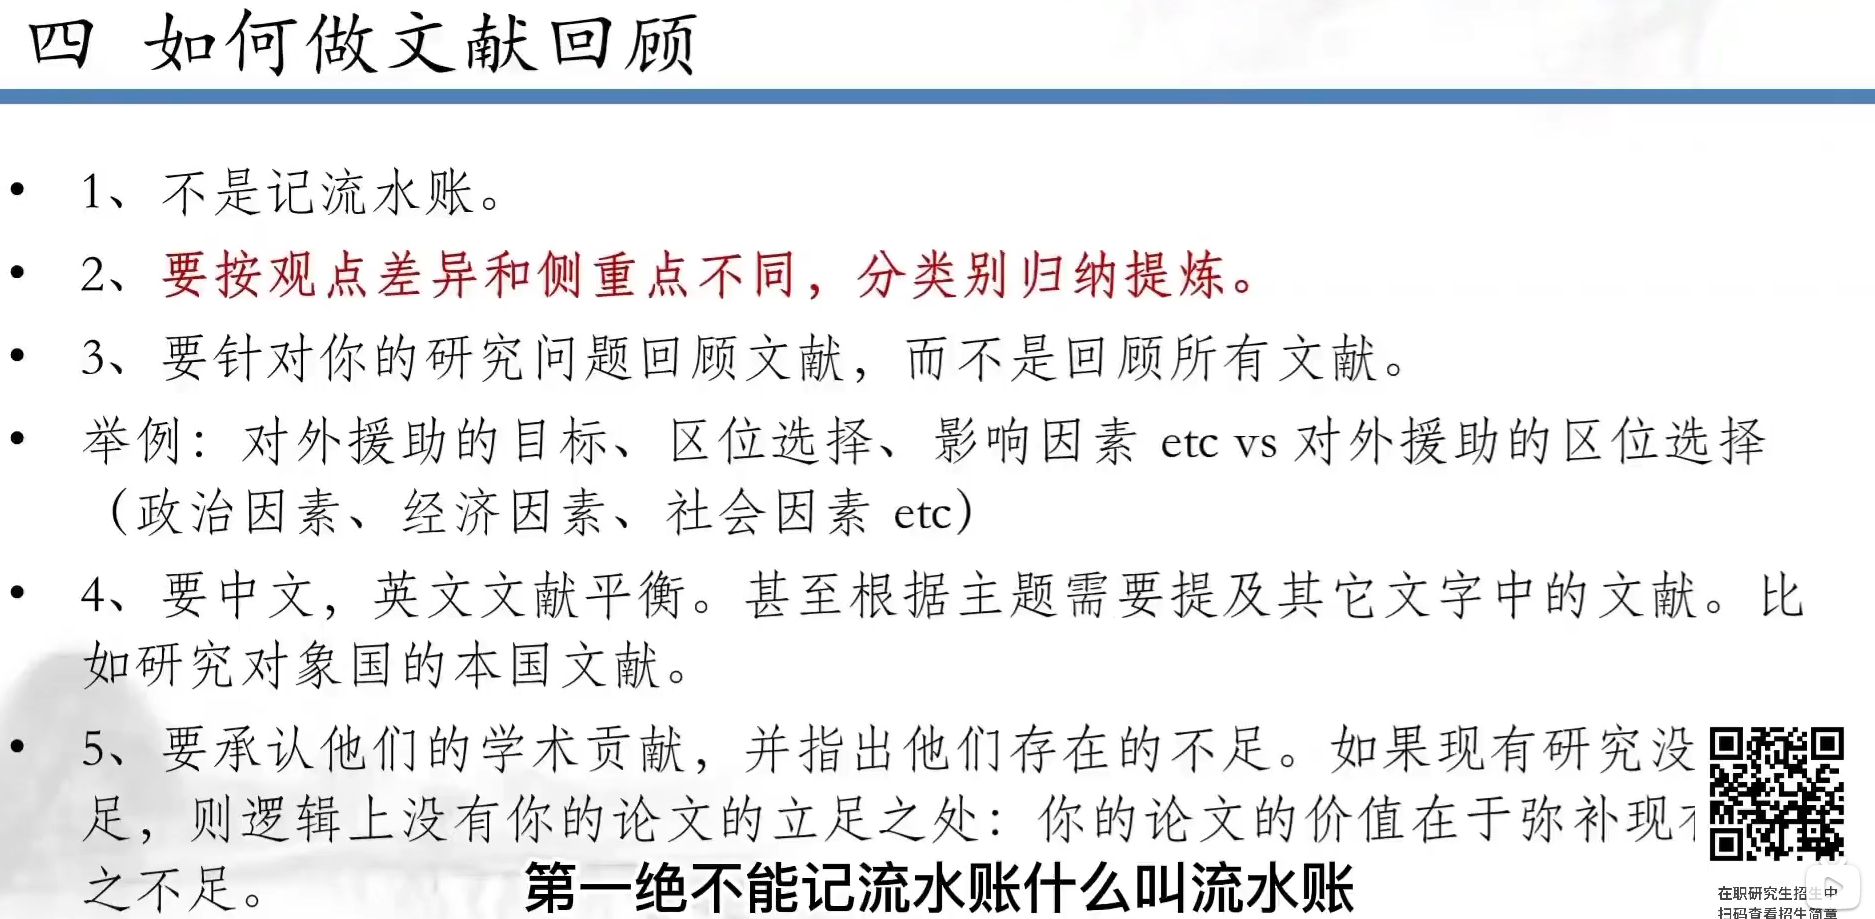 四 如何做文献回顾
• 1、不是记流水账。
• 2、要按观点差异和侧重点不同，分类别归纳提炼。
• 3、要针对你的研究问题回顾文献，而不是回顾所有文献。
• 举例：对外援助的目标、区位选择、影响因素 etc vs 对外援助的区位选择
（政治因素、经济因素、社会因素 etc）
• 4、要中文，英文文献平衡。甚至根据主题需要提及其它文字中的文献。比
如研究对象国的本国文献。
• 5、要承认他们的学术贡献，并指出他们存在的不足。如果现有研究没
足，则逻辑上没有你的论文的立足之处：你的论文的价值在于弥补现
之不足。
第一绝不能记流水账什么叫流水账
在职研究生招生中
扫码查看招生简章